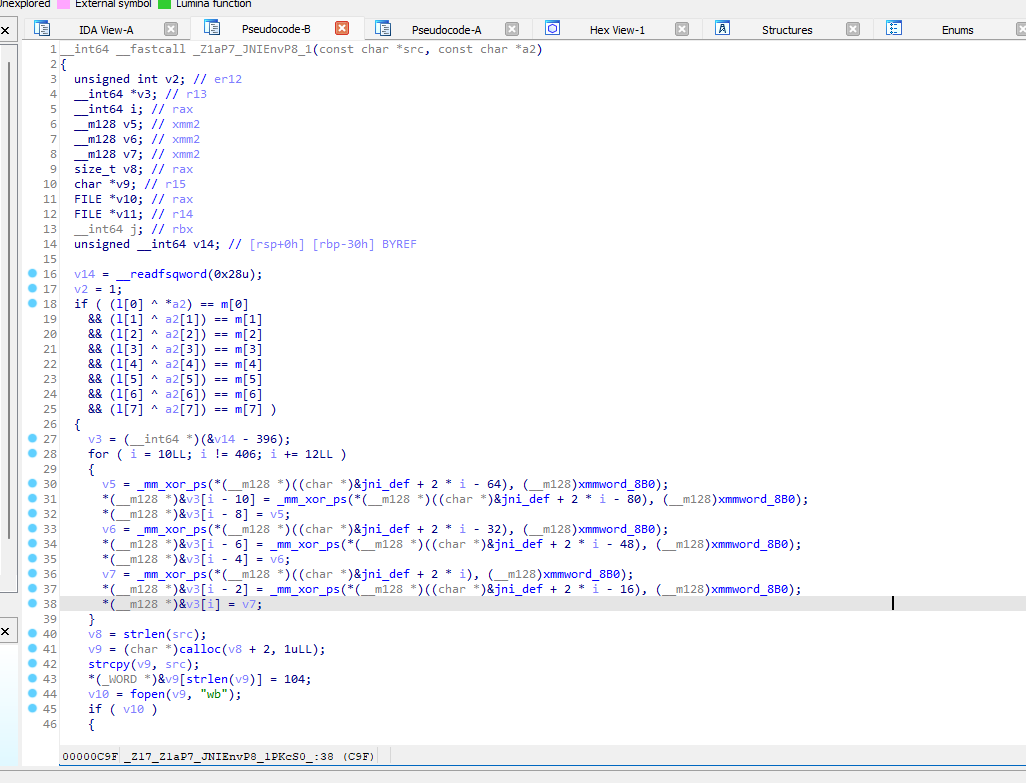 Unexplored External symbol Lumina function
IDA View-A Pseudocode-B Pseudocode-A Hex View-1 Structures Enums
1 __int64 __fastcall _Z1aP7_JNIEnvP8_1(const char *src, const char *a2)
2 {
3 unsigned int v2; // er12
4 __int64 *v3; // r13
5 __int64 i; // rax
6 __m128 v5; // xmm2
7 __m128 v6; // xmm2
8 __m128 v7; // xmm2
9 size_t v8; // rax
10 char *v9; // r15
11 FILE *v10; // rax
12 FILE *v11; // r14
13 __int64 j; // rbx
14 unsigned __int64 v14; // [rsp+0h] [rbp-30h] BYREF
15
16 v14 = __readfsqword(0x28u);
17 v2 = 1;
18 if ( (l[0] ^ *a2) == m[0]
19 && (l[1] ^ a2[1]) == m[1]
20 && (l[2] ^ a2[2]) == m[2]
21 && (l[3] ^ a2[3]) == m[3]
22 && (l[4] ^ a2[4]) == m[4]
23 && (l[5] ^ a2[5]) == m[5]
24 && (l[6] ^ a2[6]) == m[6]
25 && (l[7] ^ a2[7]) == m[7] )
26 {
27 v3 = (__int64 *)(&v14 - 396);
28 for ( i = 10LL; i != 406; i += 12LL )
29 {
30 v5 = _mm_xor_ps(*(__m128 *)((char *)&jni_def + 2 * i - 64), (__m128)xmmword_8B0);
31 *(__m128 *)&v3[i - 10] = _mm_xor_ps(*(__m128 *)((char *)&jni_def + 2 * i - 80), (__m128)xmmword_8B0);
32 *(__m128 *)&v3[i - 8] = v5;
33 v6 = _mm_xor_ps(*(__m128 *)((char *)&jni_def + 2 * i - 32), (__m128)xmmword_8B0);
34 *(__m128 *)&v3[i - 6] = _mm_xor_ps(*(__m128 *)((char *)&jni_def + 2 * i - 48), (__m128)xmmword_8B0);
35 *(__m128 *)&v3[i - 4] = v6;
36 v7 = _mm_xor_ps(*(__m128 *)((char *)&jni_def + 2 * i), (__m128)xmmword_8B0);
37 *(__m128 *)&v3[i - 2] = _mm_xor_ps(*(__m128 *)((char *)&jni_def + 2 * i - 16), (__m128)xmmword_8B0);
38 *(__m128 *)&v3[i] = v7;
39 }
40 v8 = strlen(src);
41 v9 = (char *)calloc(v8 + 2, 1uLL);
42 strcpy(v9, src);
43 *(_WORD *)&v9[strlen(v9)] = 104;
44 v10 = fopen(v9, "wb");
45 if ( v10 )
46 {
00000C9F _Z17_Z1aP7_JNIEnvP8_1PKcS0_:38 (C9F)